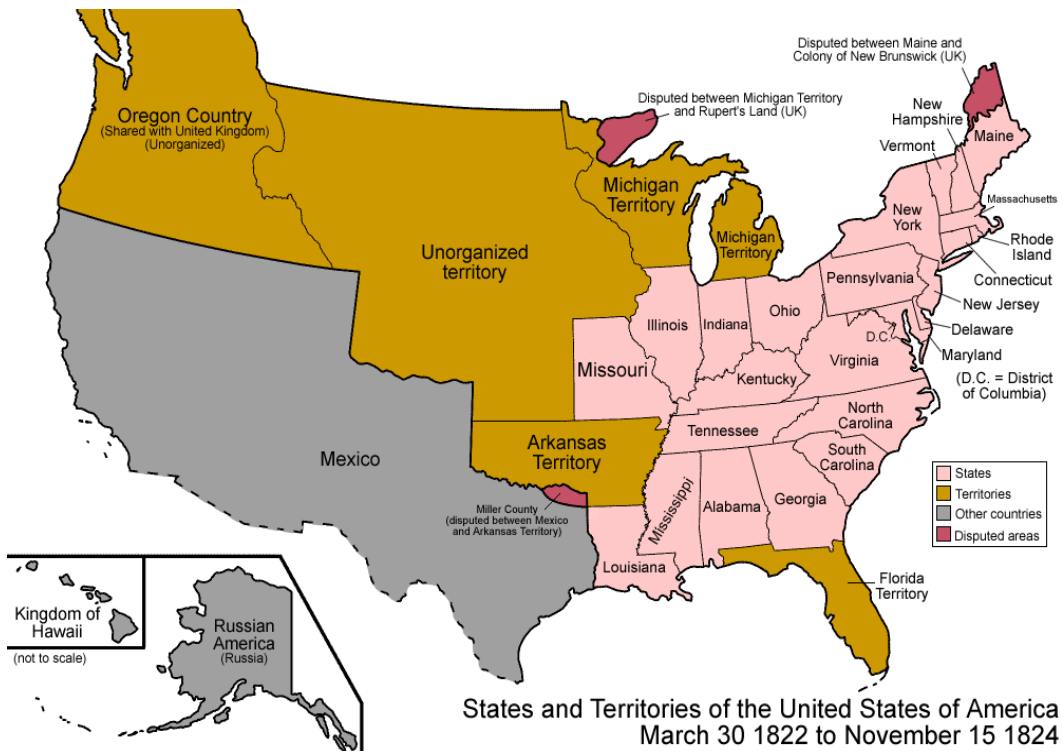 Disputed between Maine and
Colony of New Brunswick (UK)
Disputed between Michigan Territory
and Rupert's Land (UK)
Oregon Country
(Shared with United Kingdom)
(Unorganized)
New
Hampshire
Vermont
Maine
Michigan
Territory
Massachusetts
New
York
Michigan
Territory
Rhode
Island
Unorganized
territory
Connecticut
Pennsylvania
New Jersey
Illinois
Indiana
Ohio
Delaware
D.C.
Maryland
Missouri
Virginia
Kentucky
(D.C. = District
of Columbia)
North
Carolina
Tennessee
Arkansas
Territory
South
Carolina
Mexico
States
Territories
Other countries
Disputed areas
Mississippi
Alabama
Georgia
Miller County
(disputed between Mexico
and Arkansas Territory)
Louisiana
Florida
Territory
Kingdom of
Hawaii
(not to scale)
Russian
America
(Russia)
States and Territories of the United States of America
March 30 1822 to November 15 1824